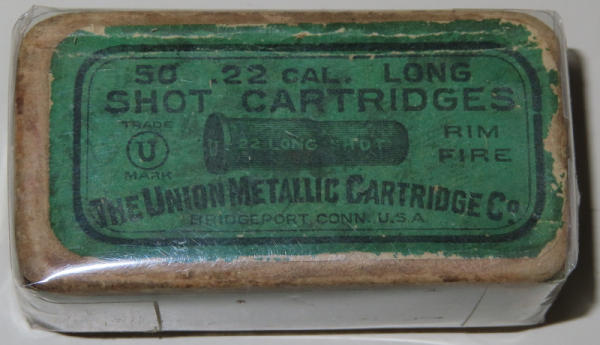 50 .22 CAL. LONG
SHOT CARTRIDGES
TRADE
U
MARK
U 22 LONG SHOT
RIM
FIRE
THE UNION METALLIC CARTRIDGE CO.
BRIDGEPORT, CONN. U.S.A.